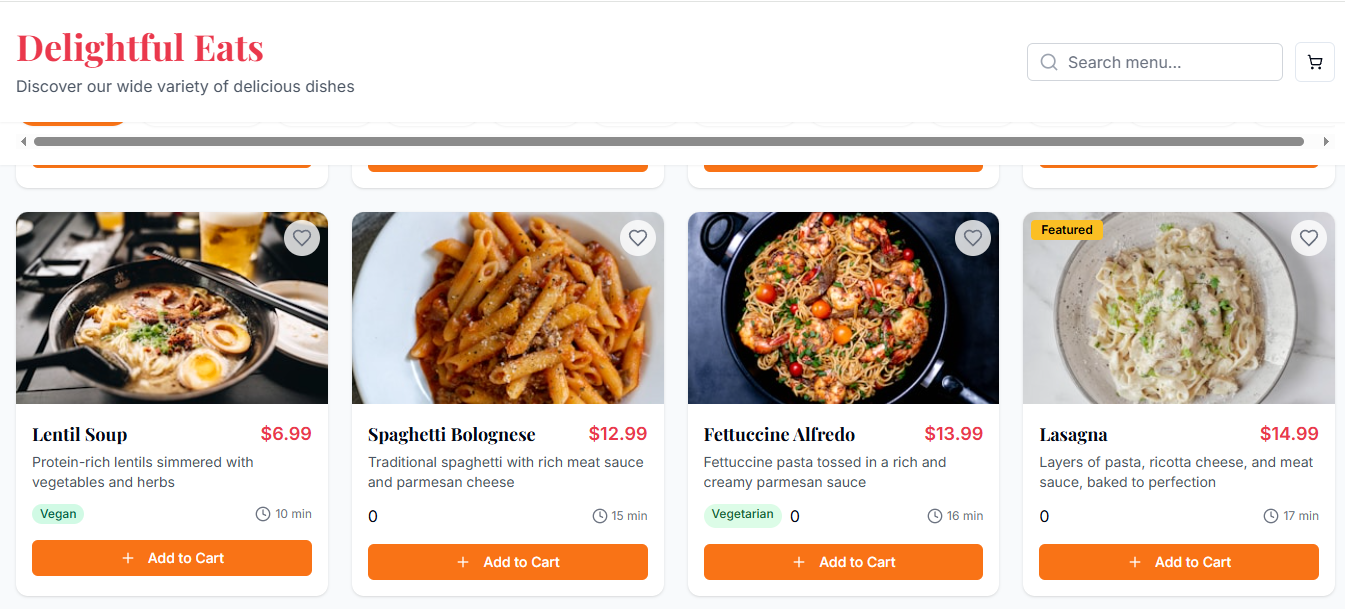 Delightful Eats
Discover our wide variety of delicious dishes
Search menu...
Featured
Lentil Soup $6.99
Protein-rich lentils simmered with
vegetables and herbs
Vegan 10 min
Add to Cart
Spaghetti Bolognese $12.99
Traditional spaghetti with rich meat sauce
and parmesan cheese
0 15 min
Add to Cart
Fettuccine Alfredo $13.99
Fettuccine pasta tossed in a rich and
creamy parmesan sauce
Vegetarian 0 16 min
Add to Cart
Lasagna $14.99
Layers of pasta, ricotta cheese, and meat
sauce, baked to perfection
0 17 min
Add to Cart